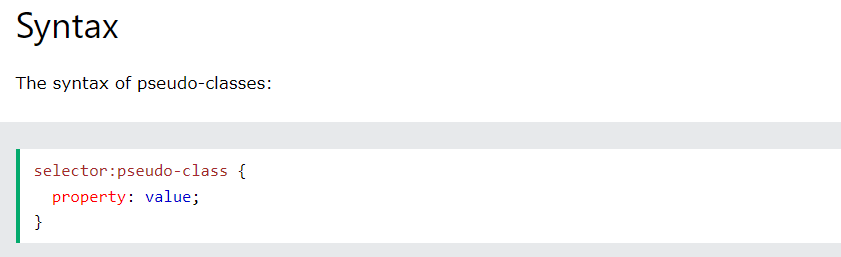 Syntax
The syntax of pseudo-classes:
selector:pseudo-class {
  property: value;
}